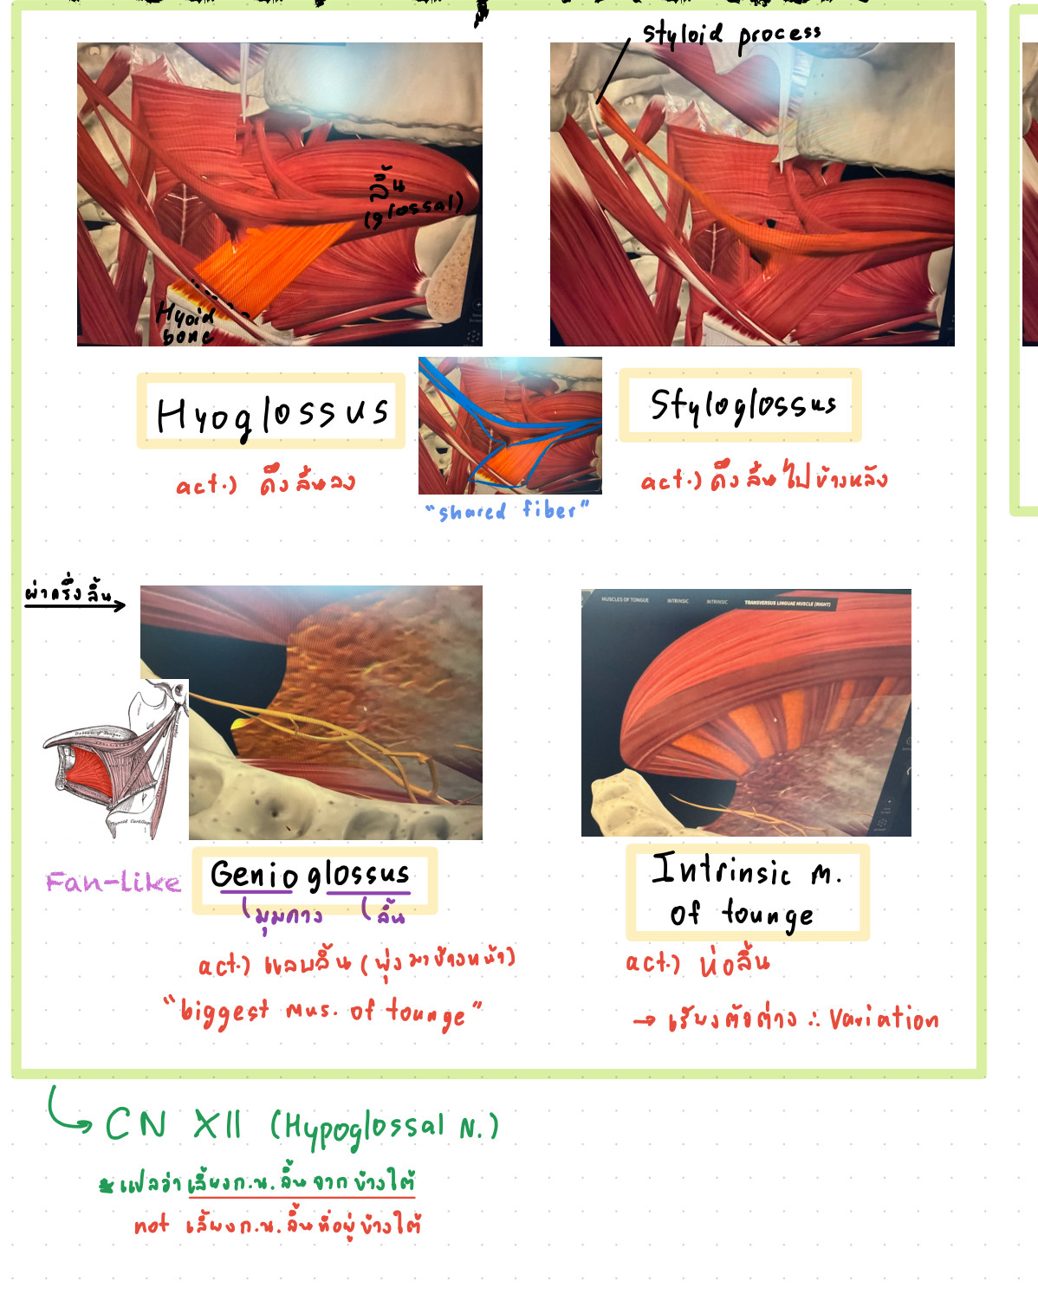 styloid process
ลิ้น
(glossal)
Hyoid
bone
Hyoglossus
Styloglossus
act.) ดึงลิ้นลง
act.) ดึงลิ้นไปข้างหลัง
"shared fiber"
ผ่าครึ่งลิ้น
MUSCLES OF TONGUE INTRINSIC INTRINSIC TRANSVERSUS LINGUAE MUSCLE (RIGHT)
Fan-like
Genioglossus
มุมคาง ลิ้น
Intrinsic m.
of tounge
act.) แลบลิ้น (พุ่งมาข้างหน้า)
act.) ห่อลิ้น
"biggest mus. of tounge"
→ เรียงตัวต่าง ∴ Variation
CN XII (Hypoglossal N.)
* แปลว่าเลี้ยงก.น.ลิ้นจากข้างใต้
not เลี้ยงก.น.ลิ้นที่อยู่ข้างใต้